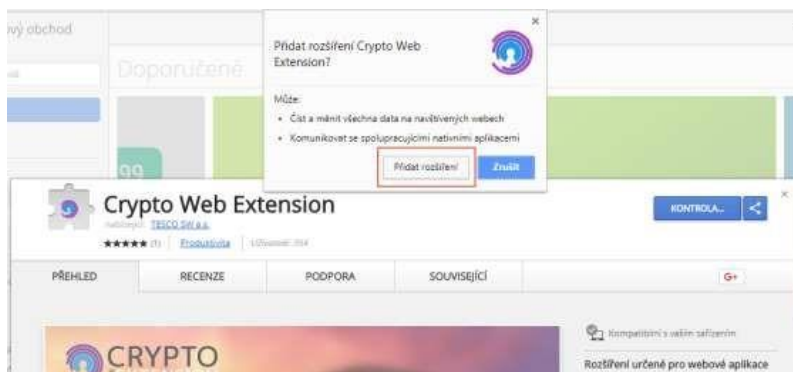 vý obchod
Doporučené
Přidat rozšíření Crypto Web
Extension?
Může:
• Číst a měnit všechna data na navštívených webech
• Komunikovat se spolupracujícími nativními aplikacemi
Přidat rozšíření
Zrušit
99
Crypto Web Extension
TESCO SW a.s.
KONTROLA...
(1)
Produktivita
PŘEHLED
RECENZE
PODPORA
SOUVISEJÍCÍ
G+
CRYPTO
Kompatibilní s vaším zařízením
Rozšíření určené pro webové aplikace